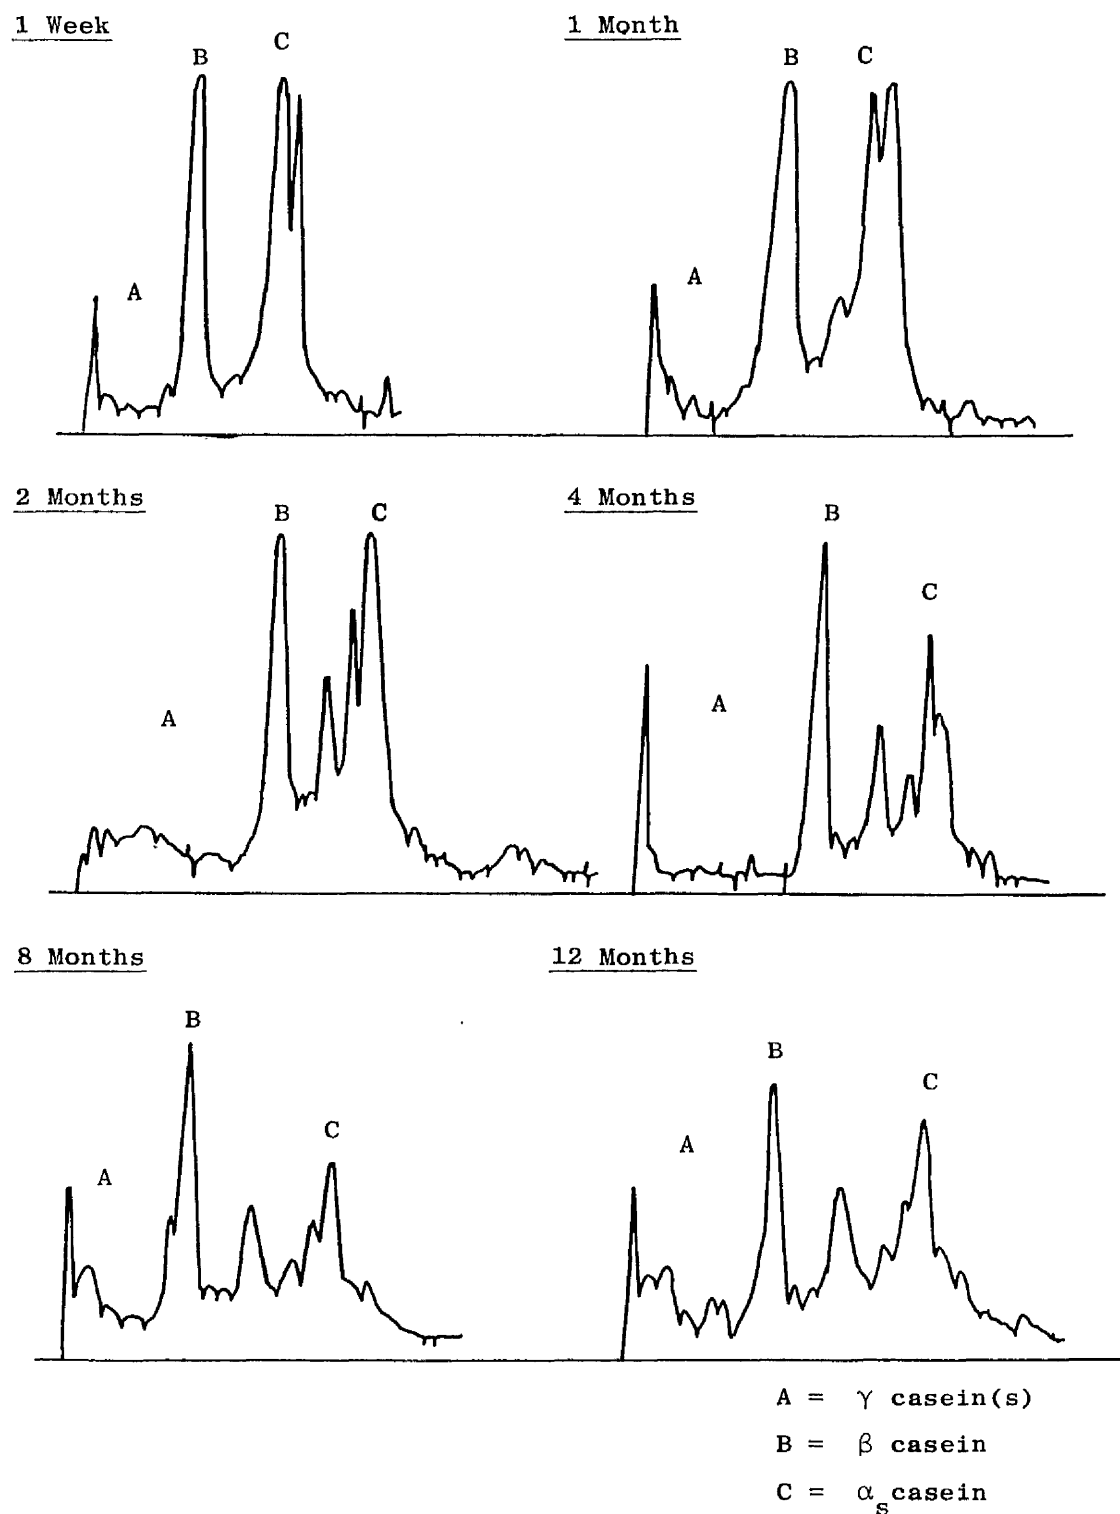 1 Week
C
B
A
1 Month
B C
A
2 Months
B C
A
4 Months
B
C
A
8 Months
B
C
A
12 Months
B
C
A
A = γ casein(s)
B = β casein
C = αs casein